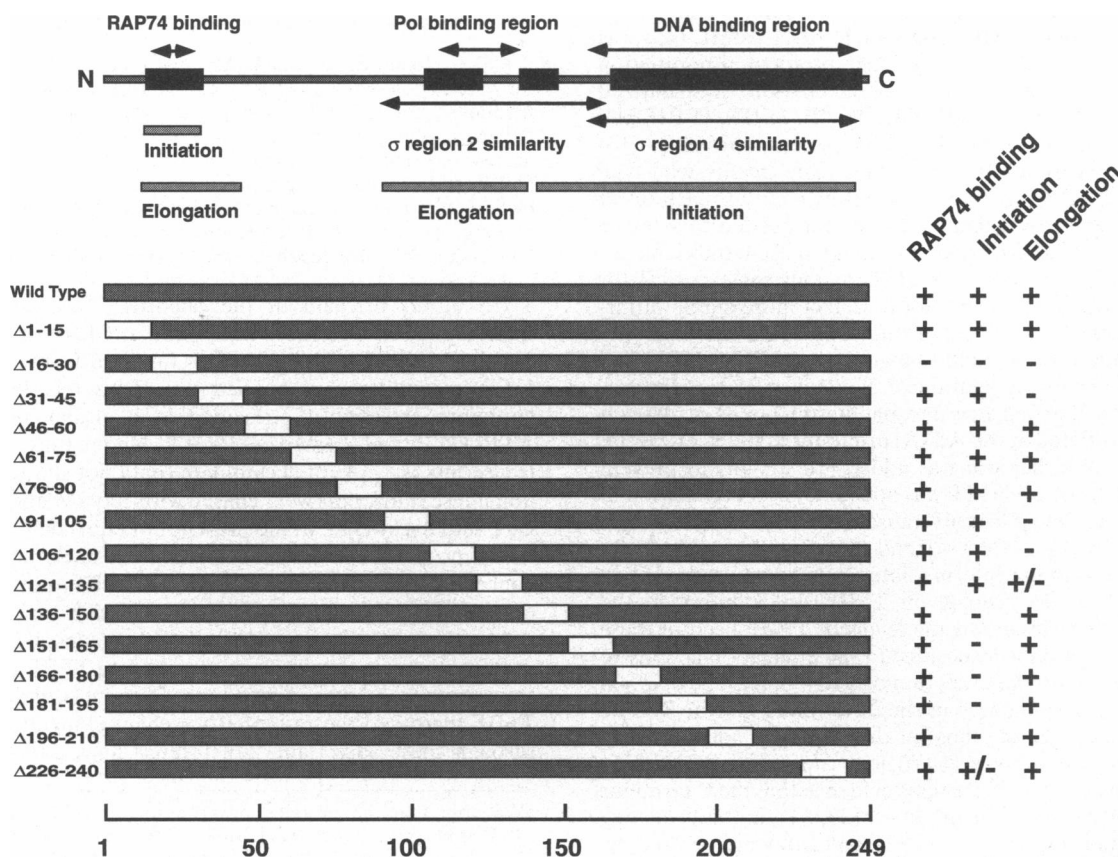 RAP74 binding Pol binding region DNA binding region
N C
Initiation σ region 2 similarity σ region 4 similarity
Elongation Elongation Initiation
RAP74 binding Initiation Elongation
Wild Type + + +
Δ1-15 + + +
Δ16-30 - - -
Δ31-45 + + -
Δ46-60 + + +
Δ61-75 + + +
Δ76-90 + + +
Δ91-105 + + -
Δ106-120 + + -
Δ121-135 + + +/-
Δ136-150 + - +
Δ151-165 + - +
Δ166-180 + - +
Δ181-195 + - +
Δ196-210 + - +
Δ226-240 + +/- +
1 50 100 150 200 249